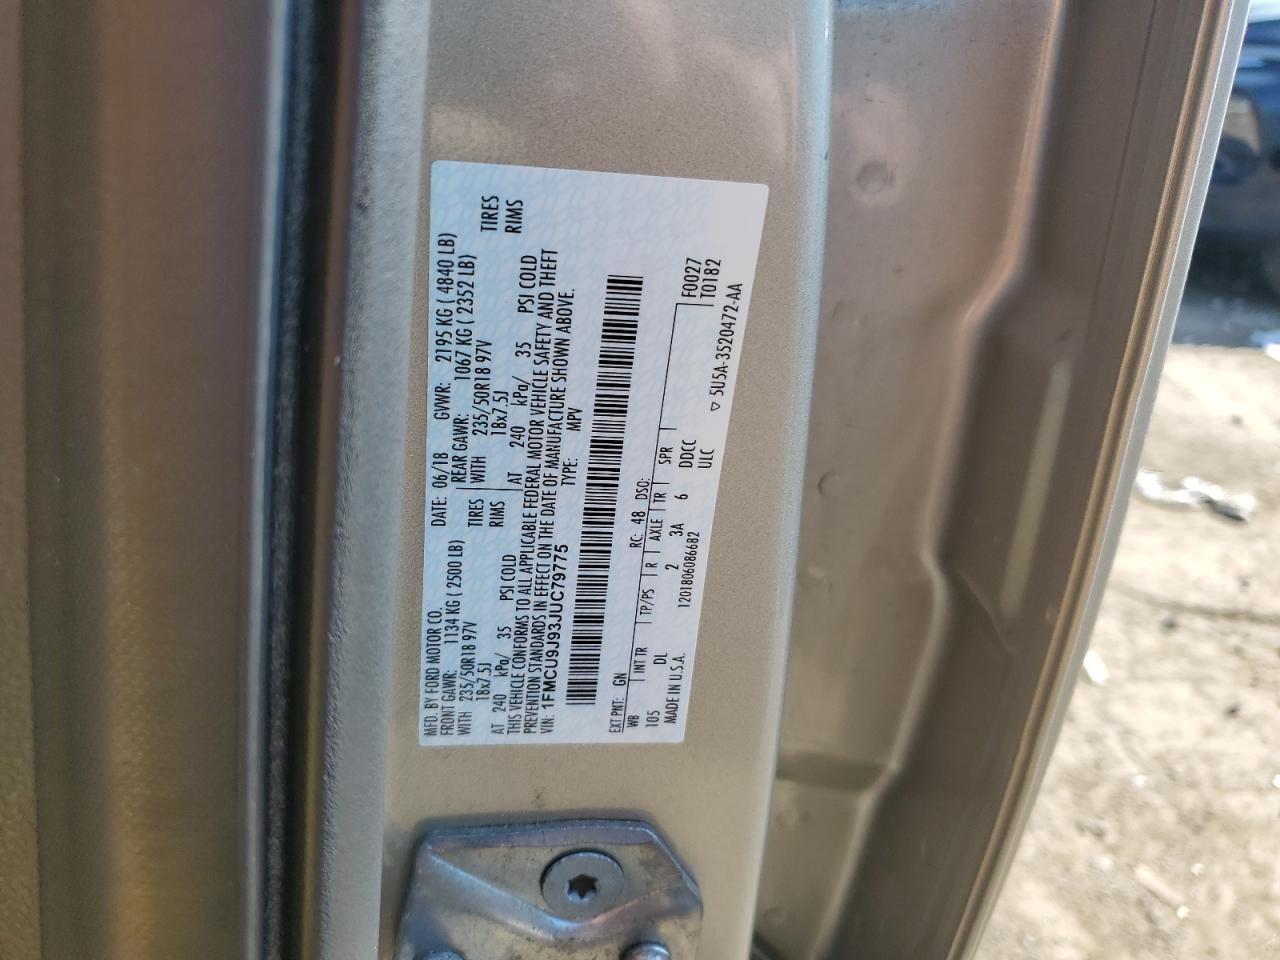 MFD. BY FORD MOTOR CO. DATE: 06/18 GVWR: 2195 KG ( 4840 LB)
FRONT GAWR: 1134 KG ( 2500 LB) REAR GAWR: 1067 KG ( 2352 LB)
WITH 235/50R18 97V TIRES WITH 235/50R18 97V TIRES
18x7.5J RIMS 18x7.5J RIMS
AT 240 kPa/ 35 PSI COLD AT 240 kPa/ 35 PSI COLD
THIS VEHICLE CONFORMS TO ALL APPLICABLE FEDERAL MOTOR VEHICLE SAFETY AND THEFT
PREVENTION STANDARDS IN EFFECT ON THE DATE OF MANUFACTURE SHOWN ABOVE.
VIN: 1FMCU9J93JUC79775 TYPE: MPV
EXT PNT: GN RC: 48 DSO:
WB INT TR TP/PS R AXLE TR SPR F0027
105 DL 2 3A 6 DDCC T0182
MADE IN U.S.A. 1201806086682 ULC
▽ 5U5A-3520472-AA